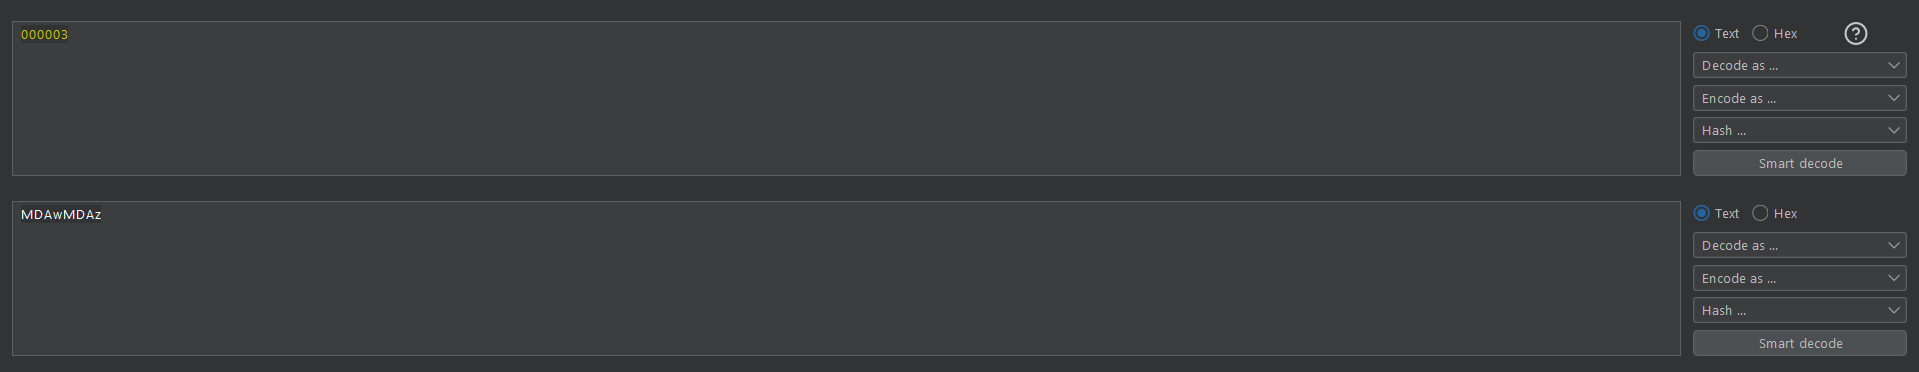 000003
Text Hex ?
Decode as ...
Encode as ...
Hash ...
Smart decode
MDAwMDAz
Text Hex
Decode as ...
Encode as ...
Hash ...
Smart decode